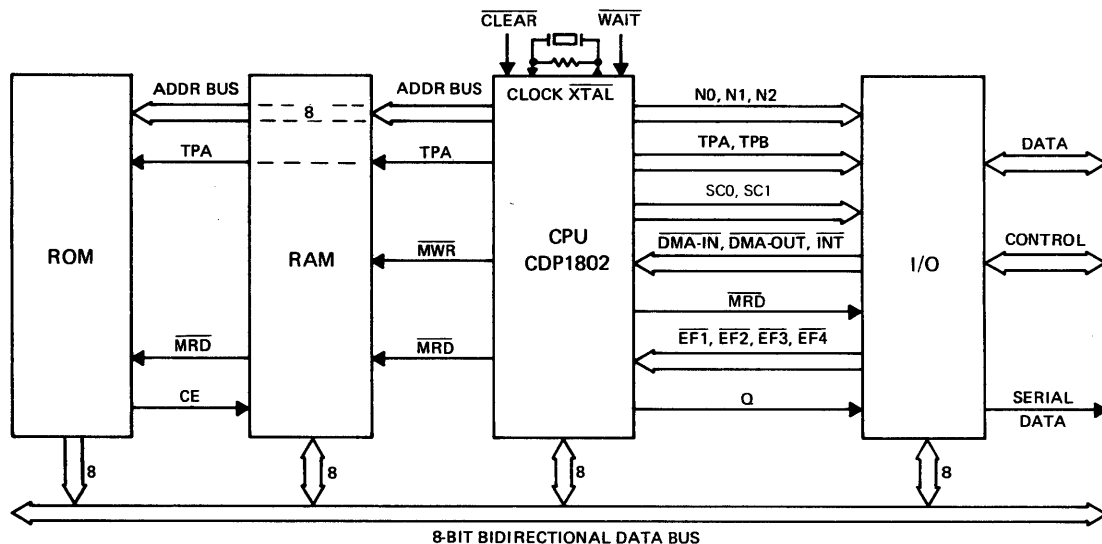 CLEAR WAIT
ADDR BUS ADDR BUS CLOCK XTAL N0, N1, N2
8
TPA TPA TPA, TPB DATA
SC0, SC1
ROM RAM MWR CPU CDP1802 DMA-IN, DMA-OUT, INT I/O CONTROL
MRD
MRD MRD EF1, EF2, EF3, EF4
CE Q SERIAL DATA
8 8 8 8
8-BIT BIDIRECTIONAL DATA BUS